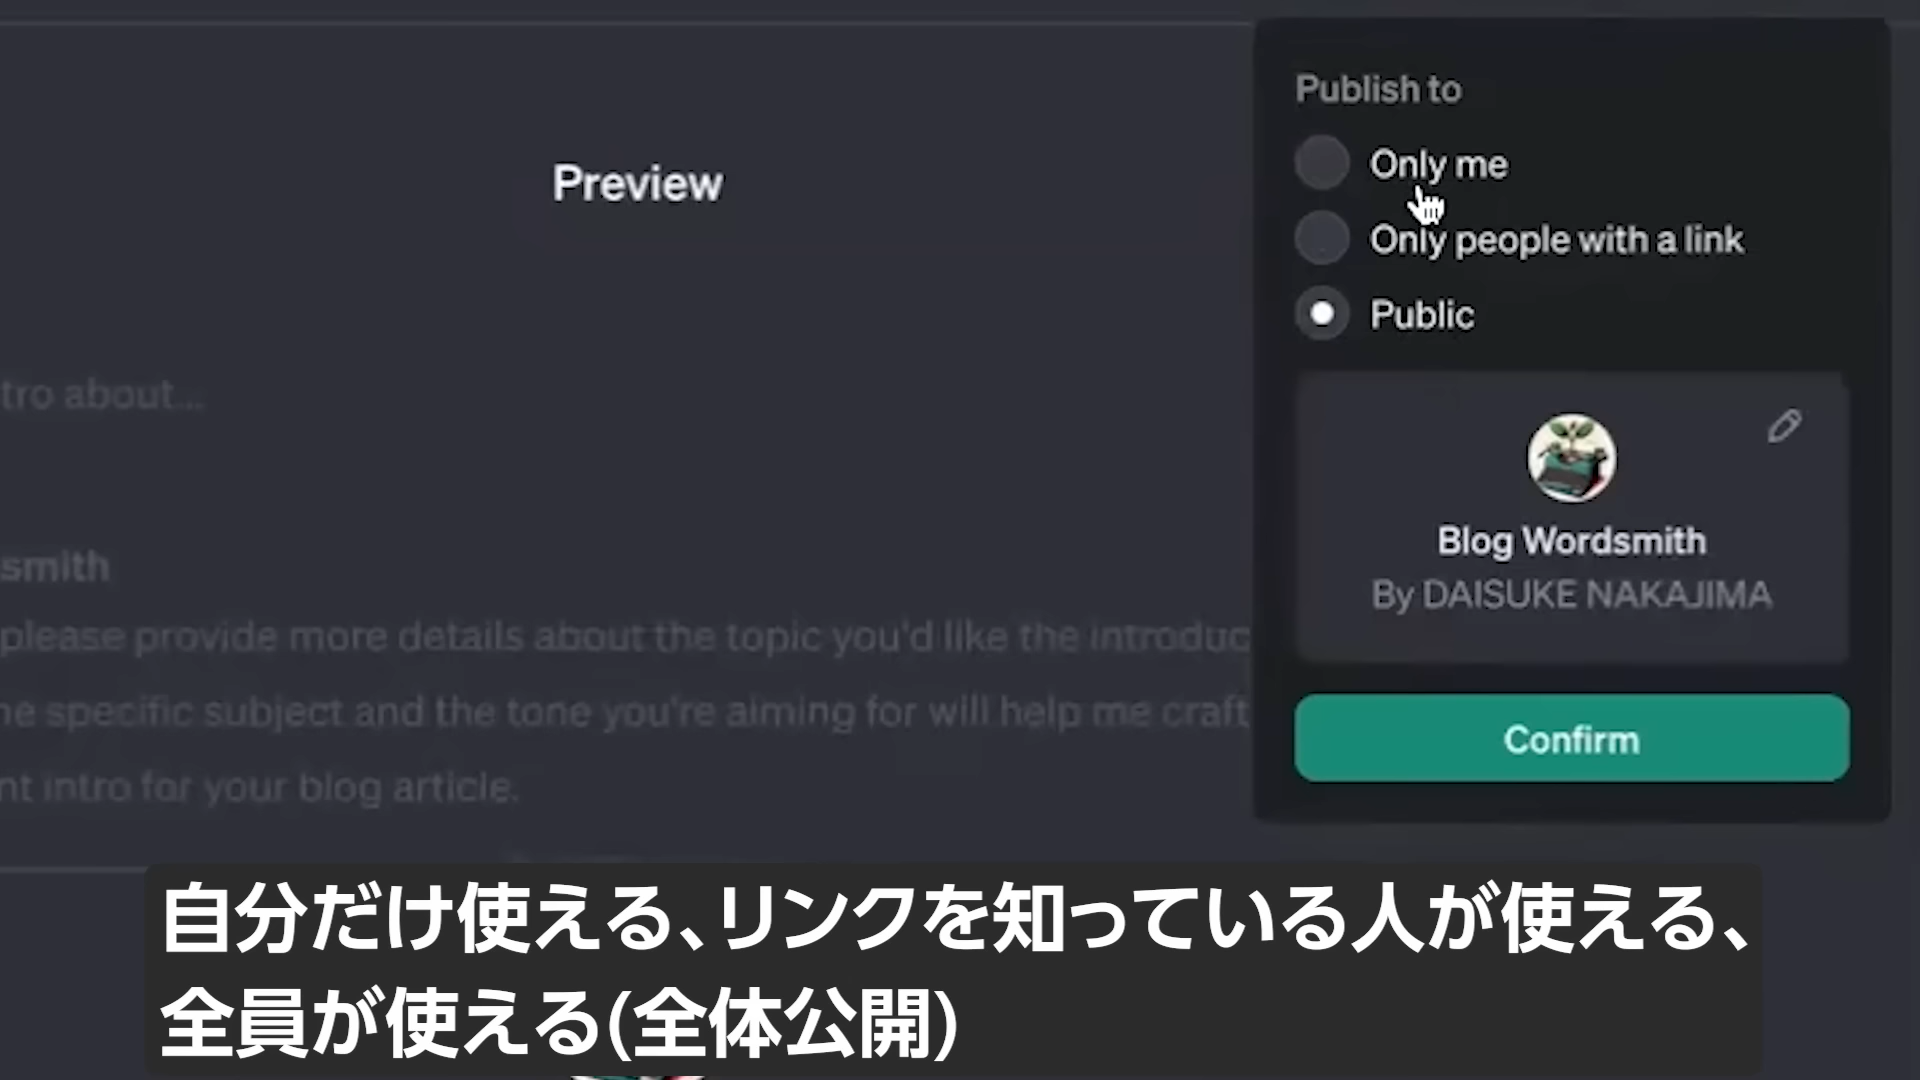 Publish to
Only me
Only people with a link
Public
Preview
tro about...
smith
please provide more details about the topic you'd like the introduc
specific subject and the tone you're aiming for will help me craft
intro for your blog article.
Blog Wordsmith
By DAISUKE NAKAJIMA
Confirm
自分だけ使える、リンクを知っている人が使える、
全員が使える(全体公開)